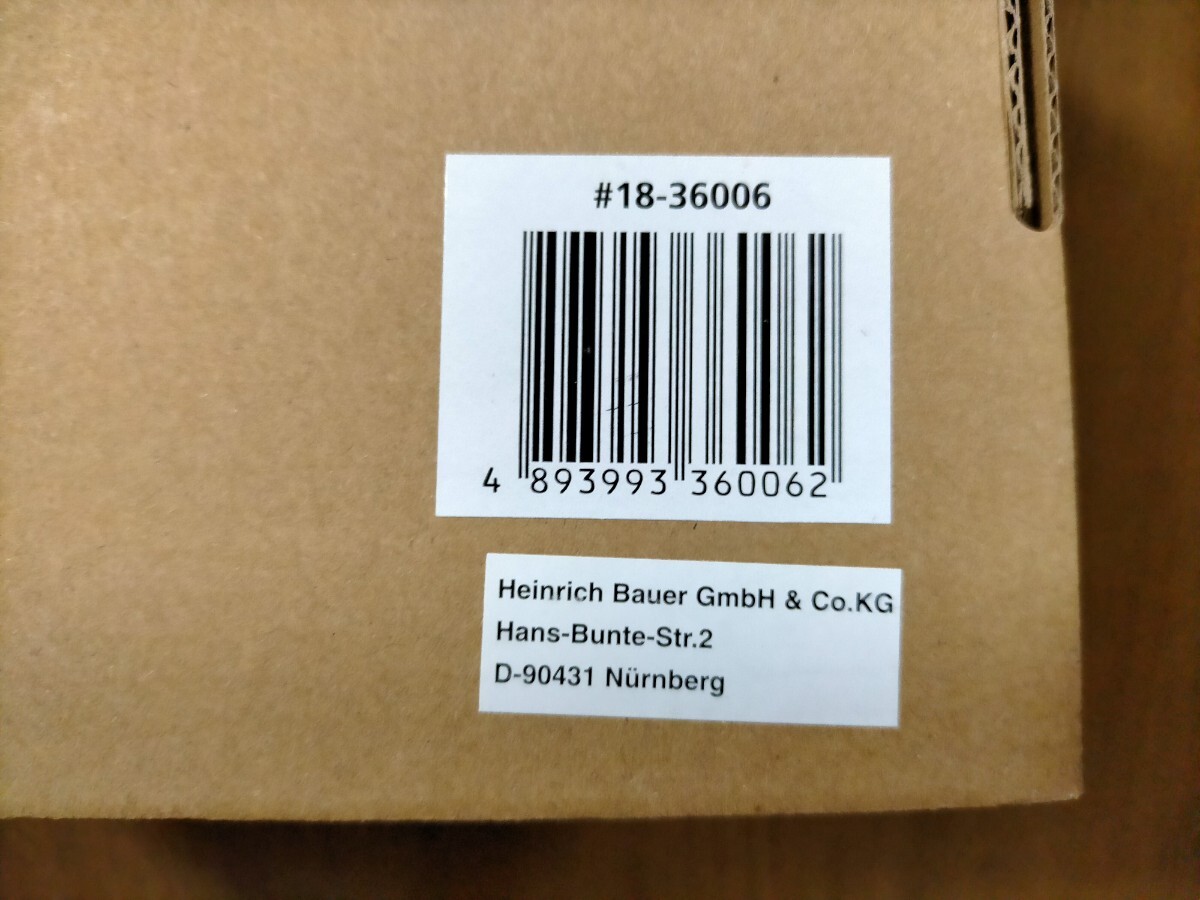 #18-36006
4 893993 360062
Heinrich Bauer GmbH & Co.KG
Hans-Bunte-Str.2
D-90431 Nürnberg